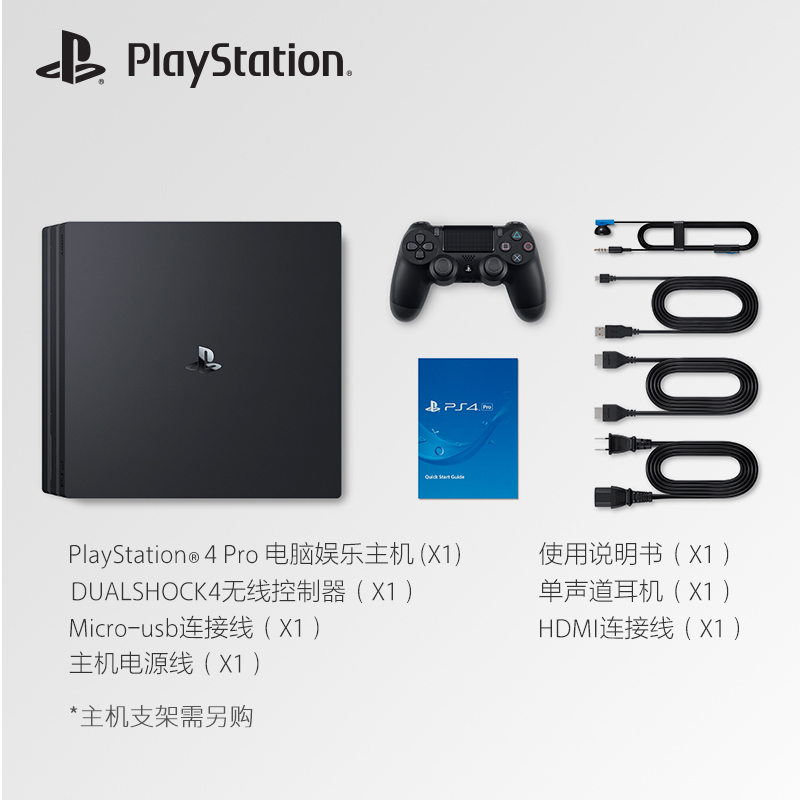 PlayStation®
PS4 Pro
Quick Start Guide
PlayStation® 4 Pro 电脑娱乐主机 (X1)
DUALSHOCK4无线控制器（X1）
Micro-usb连接线（X1）
主机电源线（X1）
使用说明书（X1）
单声道耳机（X1）
HDMI连接线（X1）
*主机支架需另购